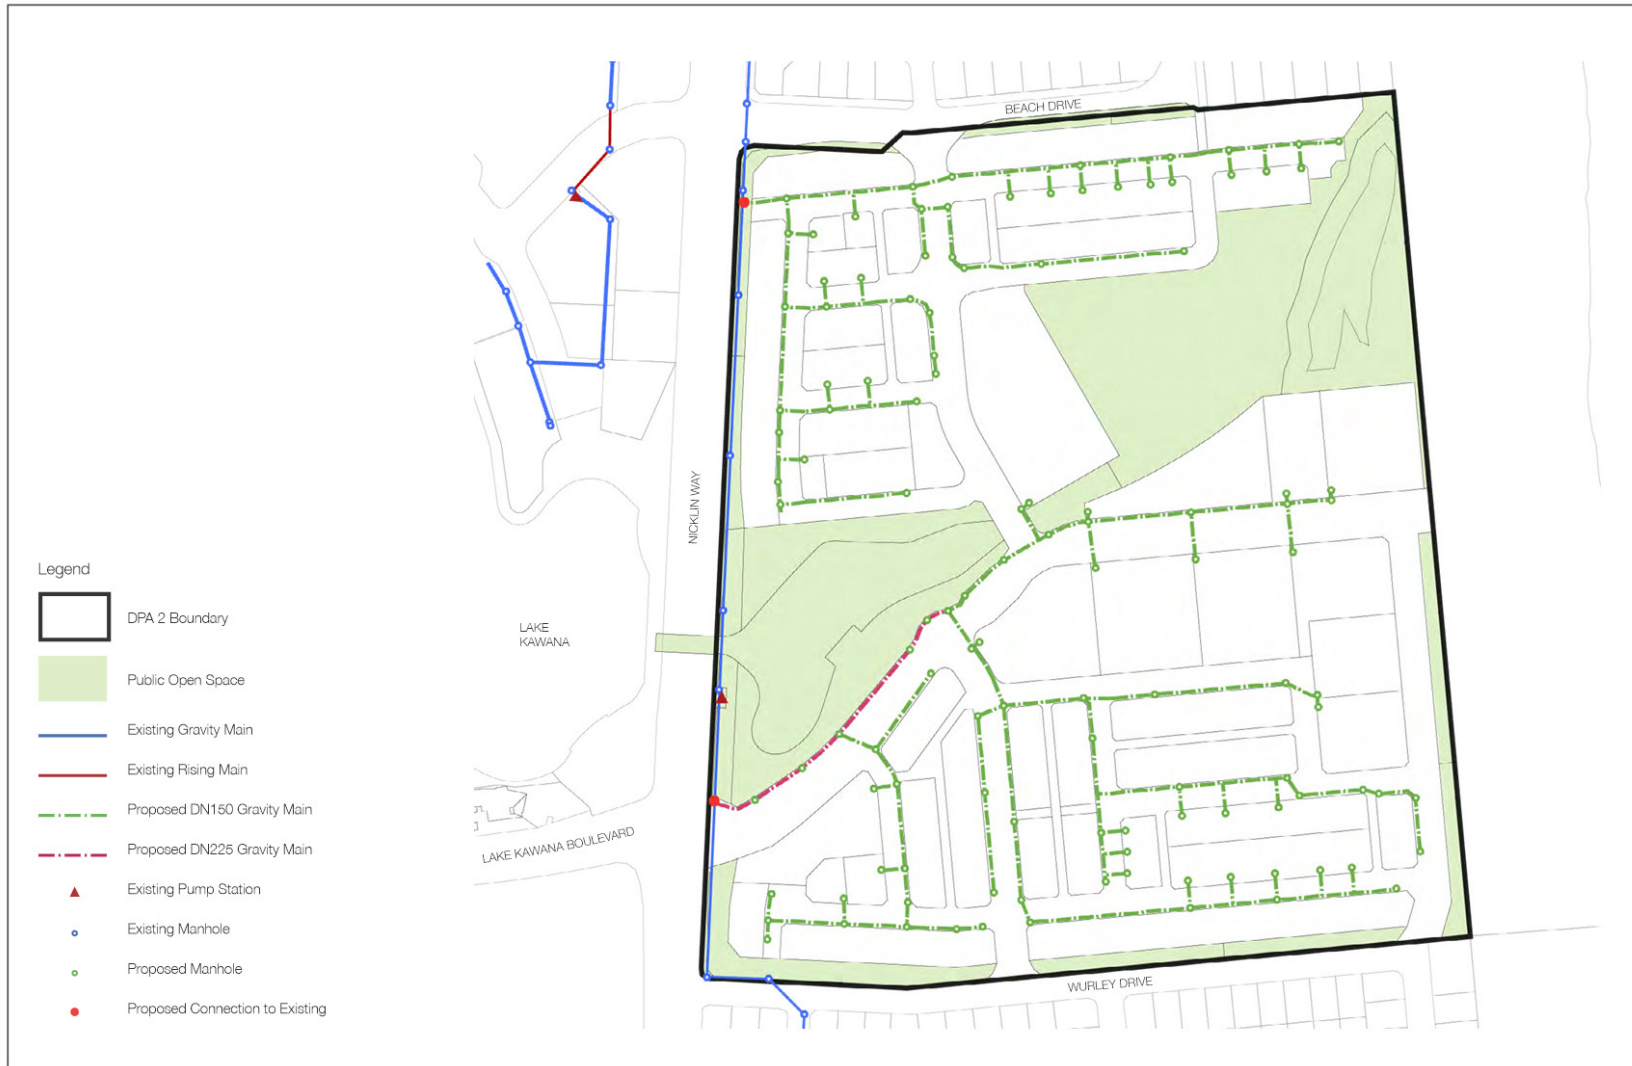 BEACH DRIVE
NICKLIN WAY
Legend
DPA 2 Boundary
LAKE
KAWANA
Public Open Space
Existing Gravity Main
Existing Rising Main
Proposed DN150 Gravity Main
LAKE KAWANA BOULEVARD
Proposed DN225 Gravity Main
Existing Pump Station
Existing Manhole
Proposed Manhole
WURLEY DRIVE
Proposed Connection to Existing